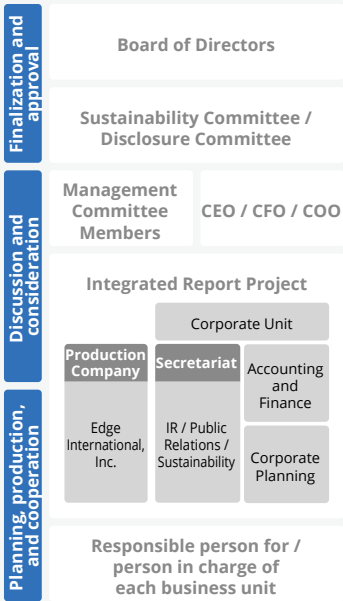 Finalization and
approval
Board of Directors
Sustainability Committee /
Disclosure Committee
Discussion and
consideration
Management
Committee
Members
CEO / CFO / COO
Integrated Report Project
Corporate Unit
Production
Company
Edge
International,
Inc.
Secretariat
IR / Public
Relations /
Sustainability
Accounting
and
Finance
Corporate
Planning
Planning, production,
and cooperation
Responsible person for /
person in charge of
each business unit